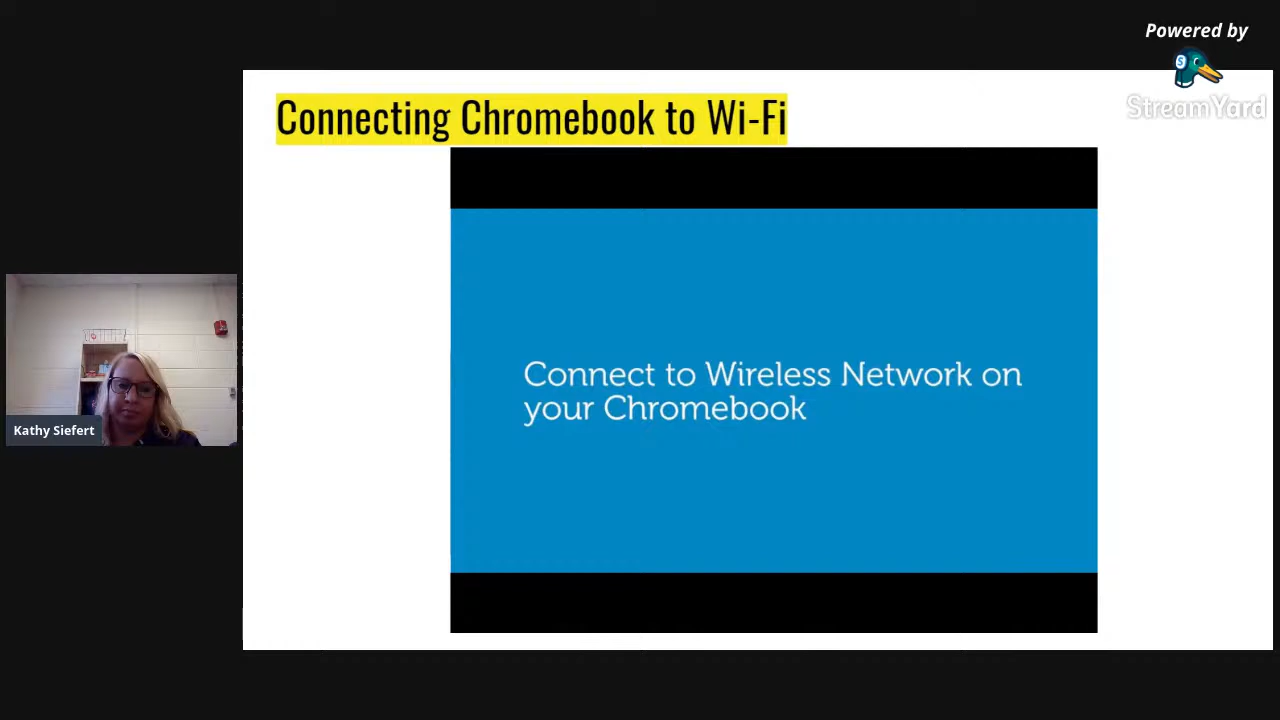 Powered by
StreamYard
Connecting Chromebook to Wi-Fi
Connect to Wireless Network on
your Chromebook
Kathy Siefert